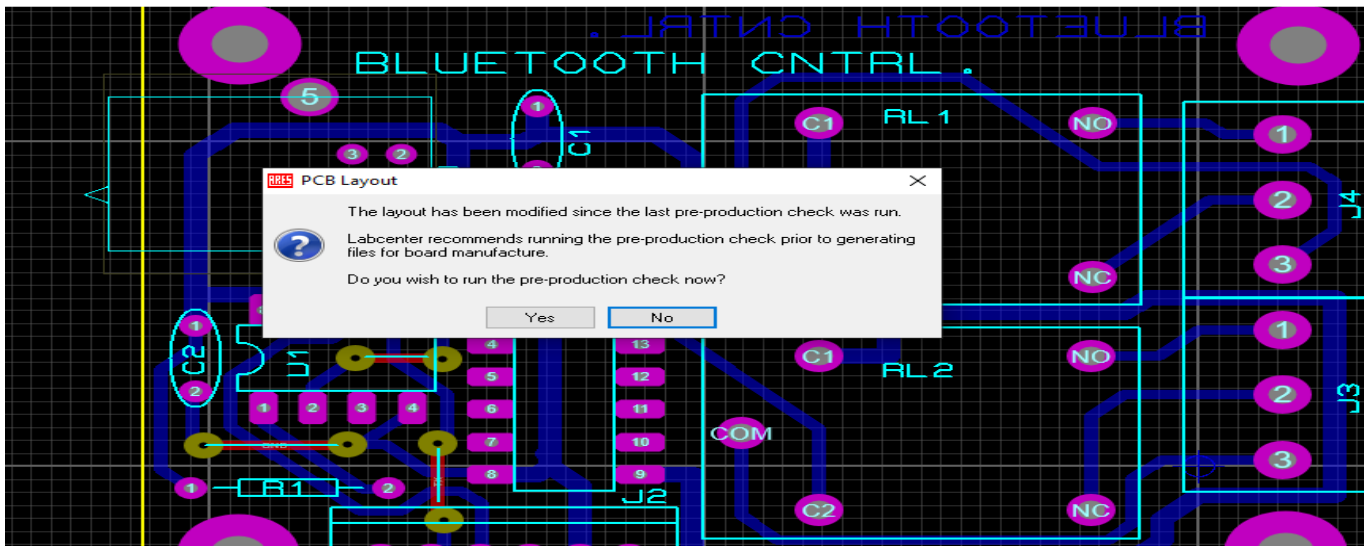 BLUETOOTH CNTRL.
BLUETOOTH CNTRL.
5
1
C1
C1
RL1
NO
1
3
2
2
J4
NC
3
ARES PCB Layout
The layout has been modified since the last pre-production check was run.
Labcenter recommends running the pre-production check prior to generating
files for board manufacture.
Do you wish to run the pre-production check now?
Yes
No
1
C2
2
U1
4
13
C1
RL2
NO
1
5
12
1
2
3
4
6
11
2
J3
7
10
COM
GND
8
9
3
1
R1
2
J2
C2
NC